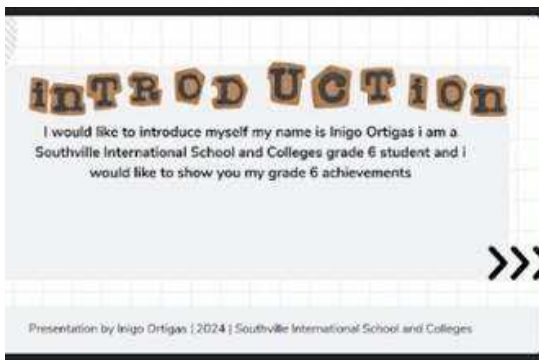 inTRODUCTiOn
I would like to introduce myself my name is Inigo Ortigas i am a
Southville International School and Colleges grade 6 student and i
would like to show you my grade 6 achievements
Presentation by Inigo Ortigas | 2024 | Southville International School and Colleges